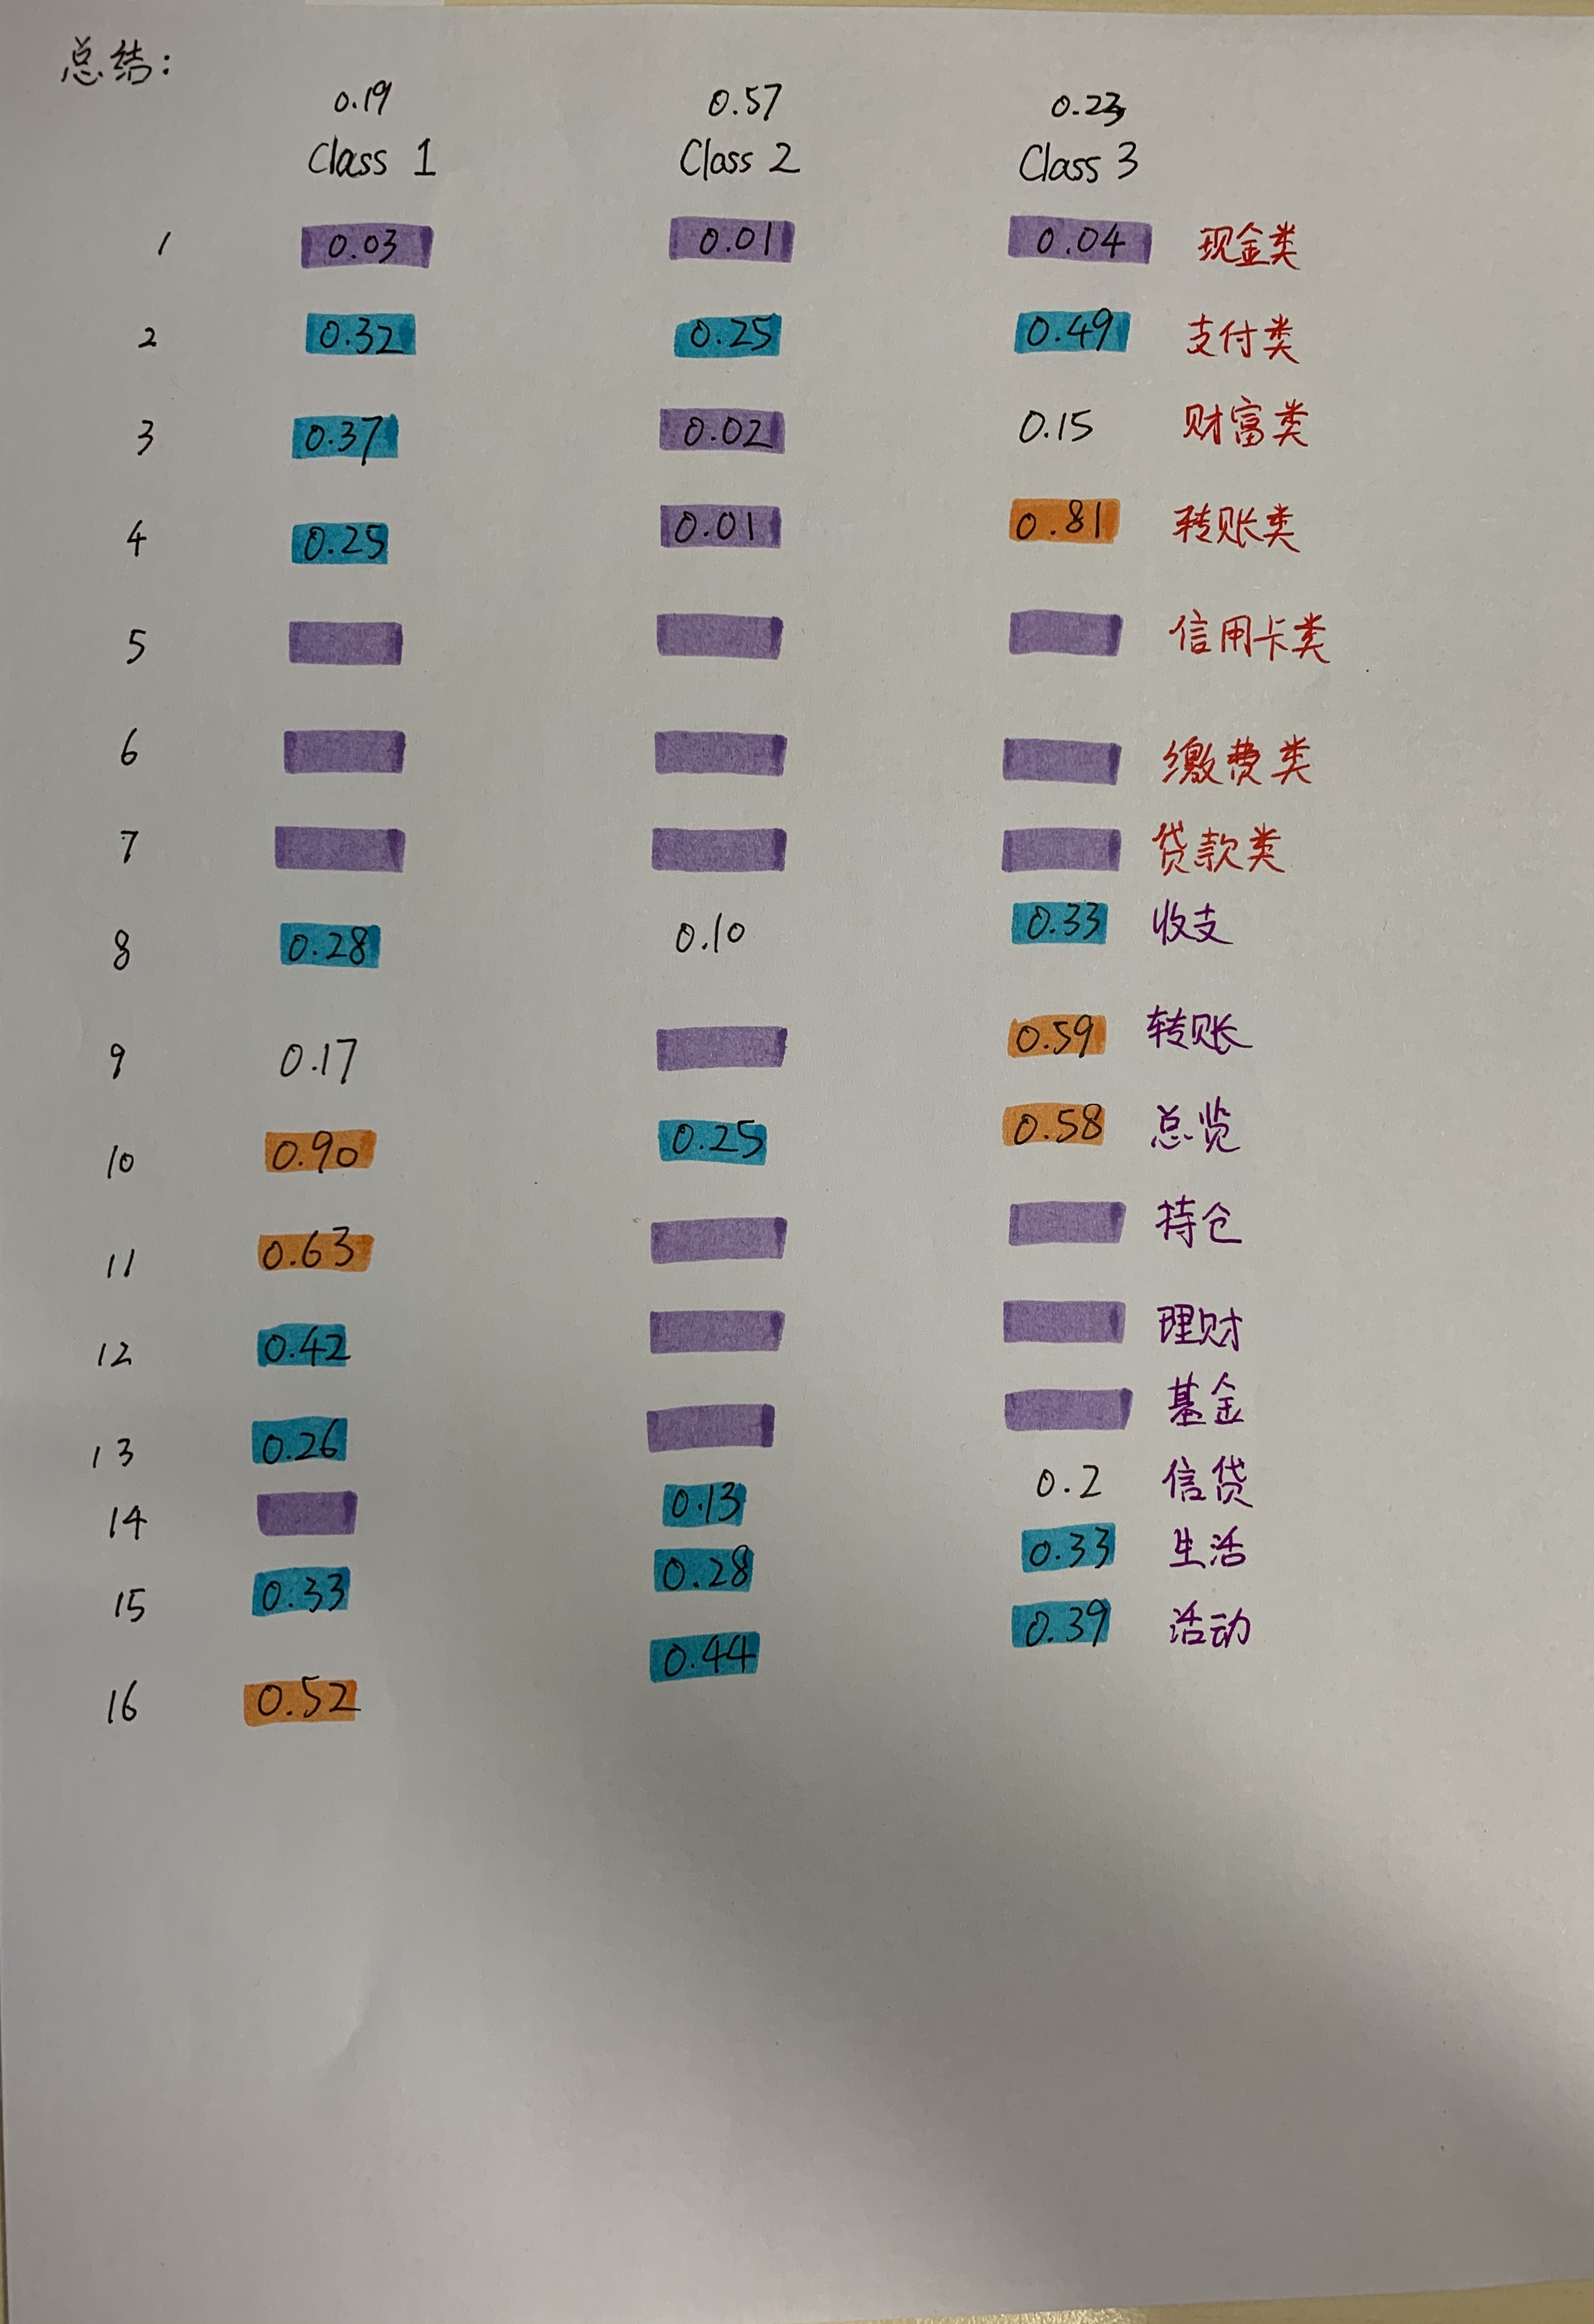 总结:
0.19 0.57 0.23
Class 1 Class 2 Class 3
1 0.03 0.01 0.04 现金类
2 0.32 0.25 0.49 支付类
3 0.37 0.02 0.15 财富类
4 0.25 0.01 0.81 转账类
5 信用卡类
6 缴费类
7 贷款类
8 0.28 0.10 0.33 收支
9 0.17 0.59 转账
10 0.90 0.25 0.58 总览
11 0.63 持仓
12 0.42 理财
13 0.26 基金
14 0.13 0.2 信贷
15 0.33 0.28 0.33 生活
16 0.52 0.44 0.39 活动